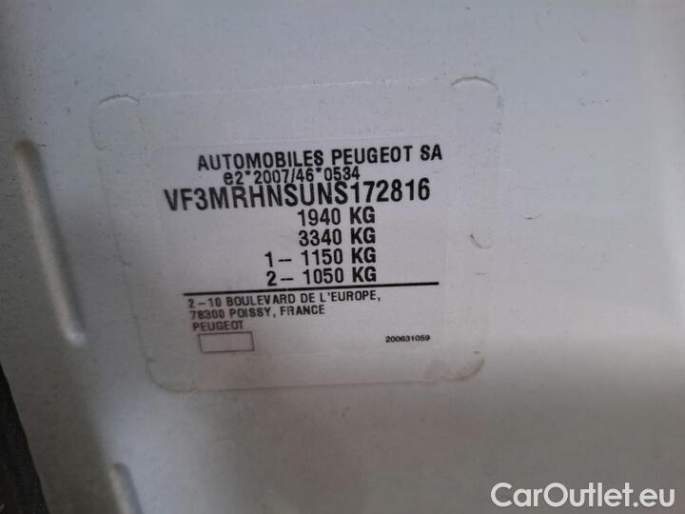 AUTOMOBILES PEUGEOT SA
e2*2007/46*0534
VF3MRHNSUNS172816
1940 KG
3340 KG
1-1150 KG
2-1050 KG
2-10 BOULEVARD DE L'EUROPE,
78300 POISSY, FRANCE
PEUGEOT
200631059
CarOutlet.eu